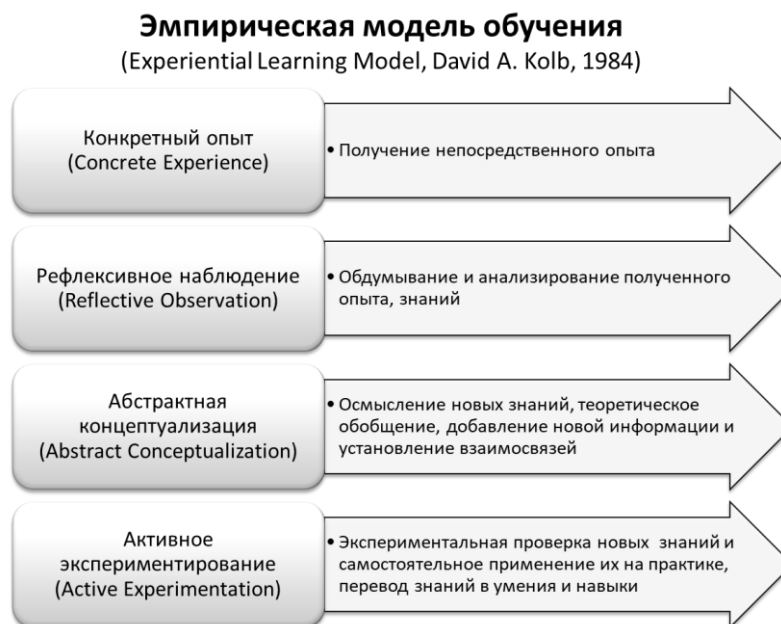 Эмпирическая модель обучения
(Experiential Learning Model, David A. Kolb, 1984)
Конкретный опыт
(Concrete Experience)
• Получение непосредственного опыта
Рефлексивное наблюдение
(Reflective Observation)
• Обдумывание и анализирование полученного
опыта, знаний
Абстрактная
концептуализация
(Abstract Conceptualization)
• Осмысление новых знаний, теоретическое
обобщение, добавление новой информации и
установление взаимосвязей
Активное
экспериментирование
(Active Experimentation)
• Экспериментальная проверка новых знаний и
самостоятельное применение их на практике,
перевод знаний в умения и навыки